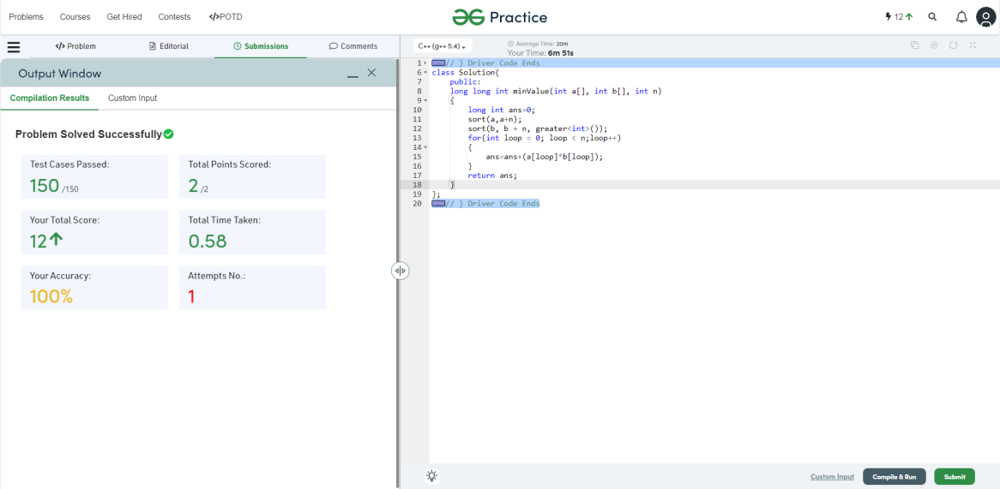 Problems Courses Get Hired Contests </>POTD Practice 12
</> Problem Editorial Submissions Comments
C++ (g++ 5.4) Average Time: 20m
Your Time: 6m 51s
Output Window
Compilation Results Custom Input
Problem Solved Successfully
Test Cases Passed: Total Points Scored:
150 /150 2 /2
Your Total Score: Total Time Taken:
12 0.58
Your Accuracy: Attempts No.:
100% 1
1 // } Driver Code Ends
6 class Solution{
7 public:
8 long long int minValue(int a[], int b[], int n)
9 {
10 long int ans=0;
11 sort(a,a+n);
12 sort(b, b + n, greater<int>());
13 for(int loop = 0; loop < n;loop++)
14 {
15 ans=ans+(a[loop]*b[loop]);
16 }
17 return ans;
18 }
19 };
20 // } Driver Code Ends
Custom Input Compile & Run Submit